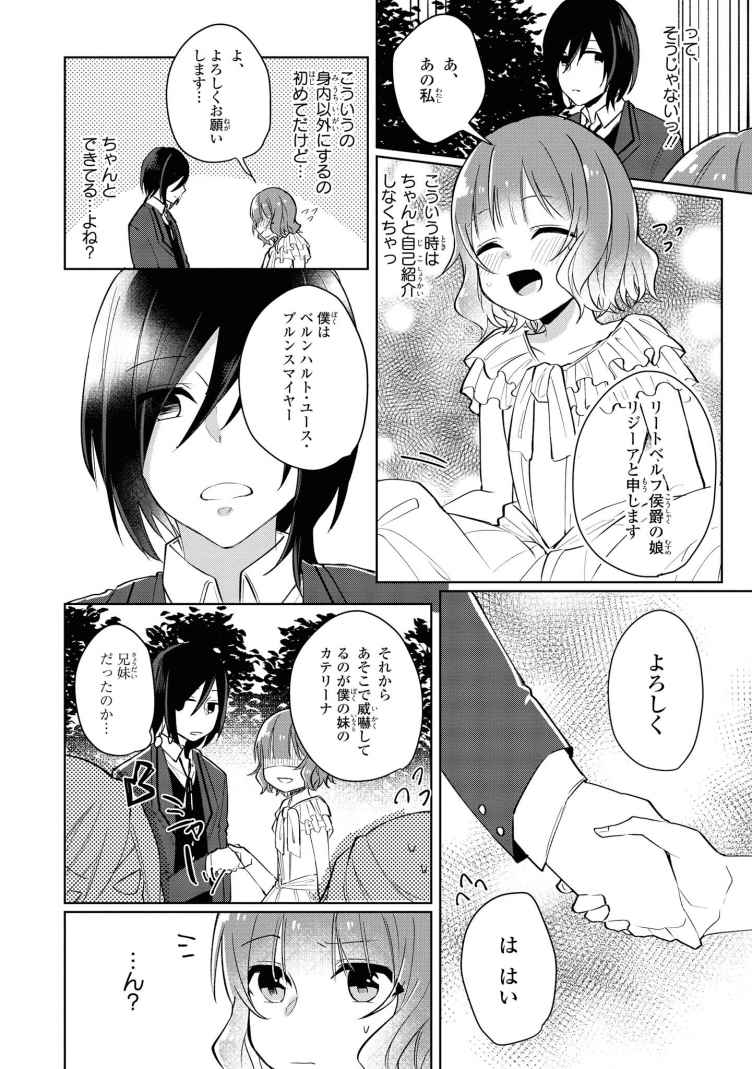 って、
そうじゃないっ!!
あ、
あの私
こういう時は
ちゃんと自己紹介
しなくちゃっ
リートベルフ侯爵の娘
リジーアと申します
よ、
よろしくお願い
します…
こういうの
身内以外にするの
初めてだけど…
ちゃんと
できてる…よね?
僕は
ベルンハルト・ユース・
ブルンスマイヤー
よろしく
は はい
それから
あそこで威嚇して
るのが僕の妹の
カテリーナ
兄妹
だったのか…
…ん?